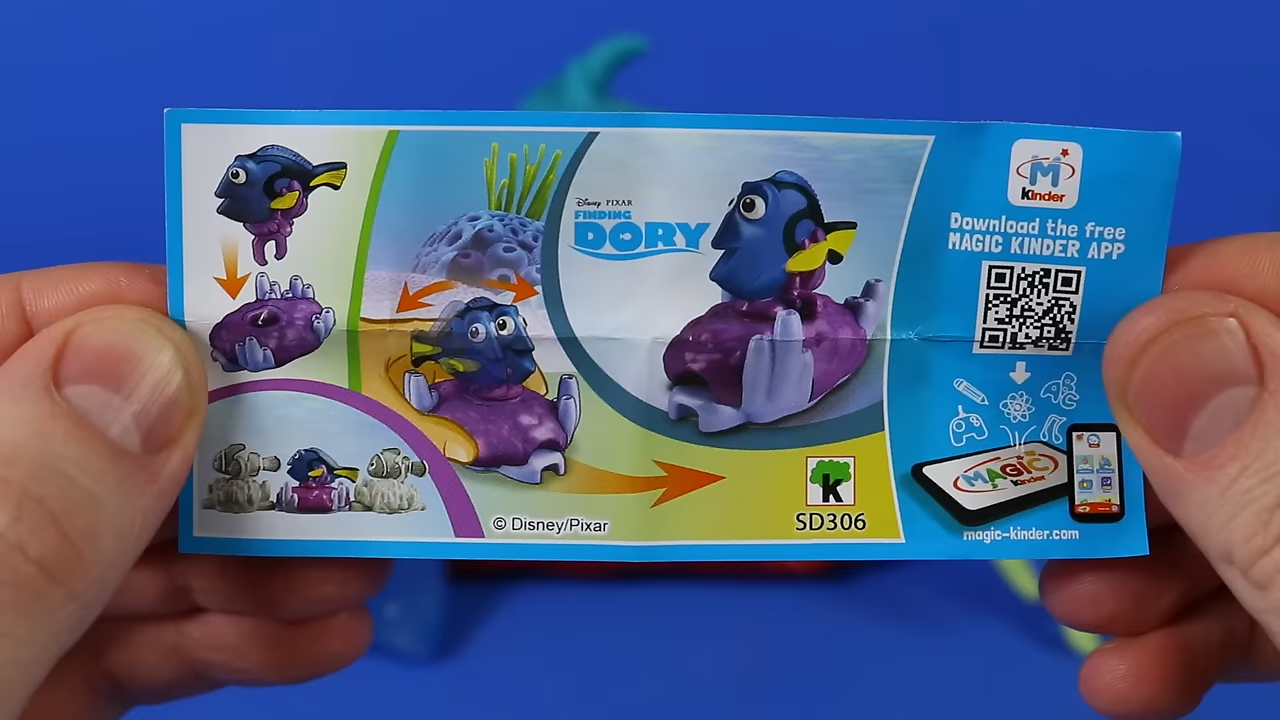 Disney | PIXAR
FINDING
DORY
© Disney/Pixar
k
SD306
M
Kinder
Download the free
MAGIC KINDER APP
ABC
MAGIC
Kinder
magic-kinder.com